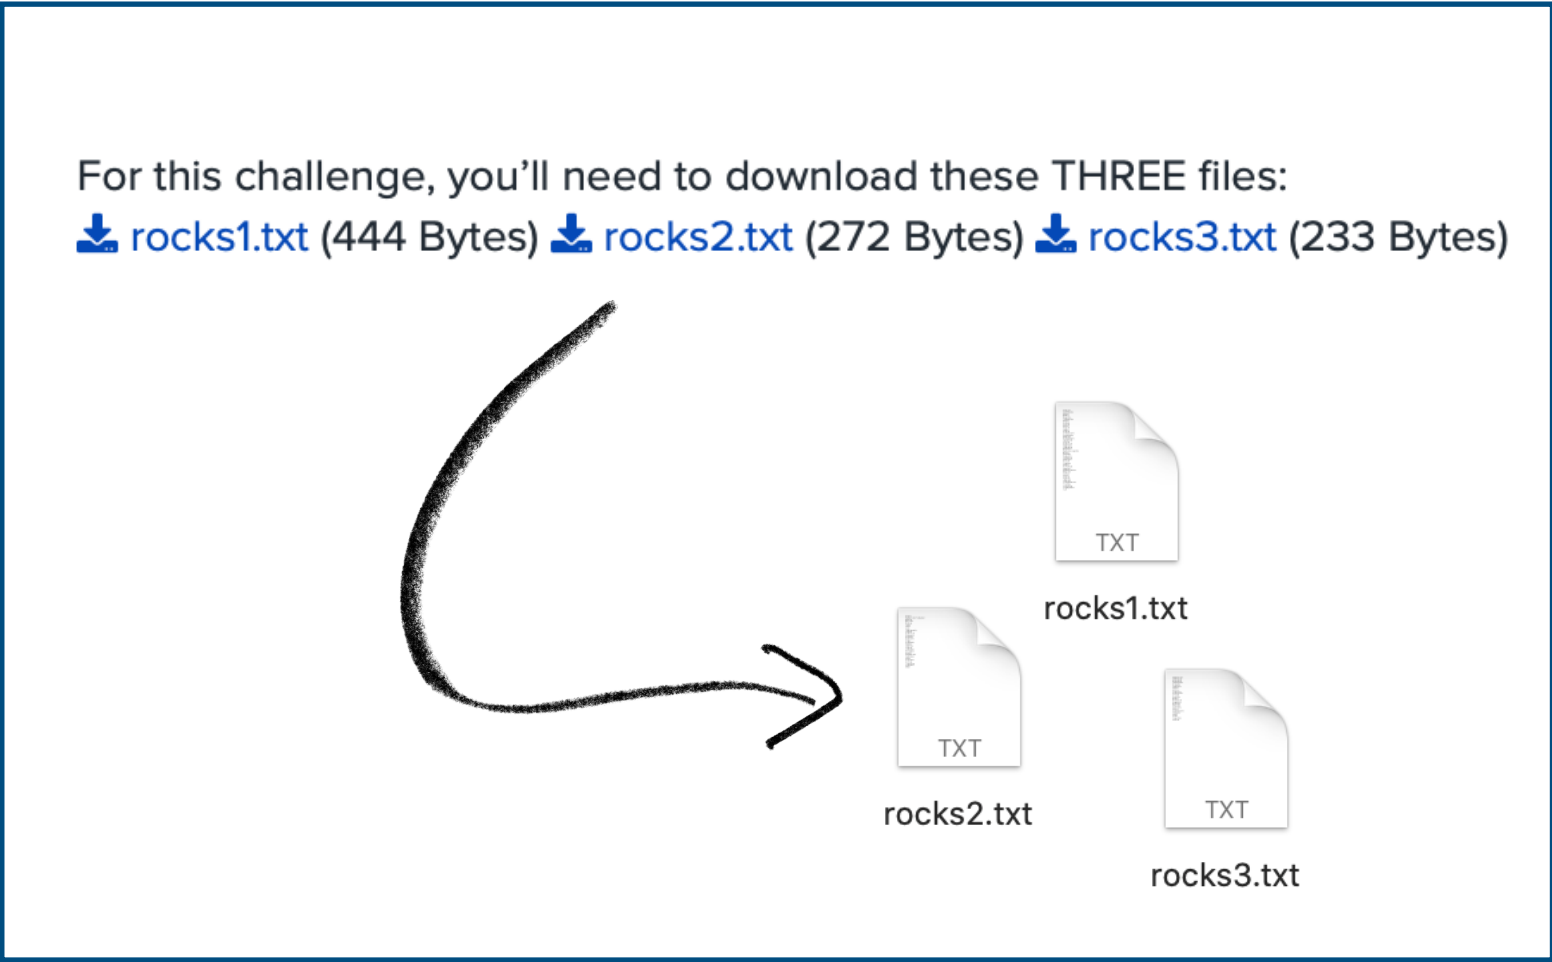 For this challenge, you’ll need to download these THREE files:
rocks1.txt (444 Bytes) rocks2.txt (272 Bytes) rocks3.txt (233 Bytes)
TXT
rocks1.txt
TXT
rocks2.txt
TXT
rocks3.txt